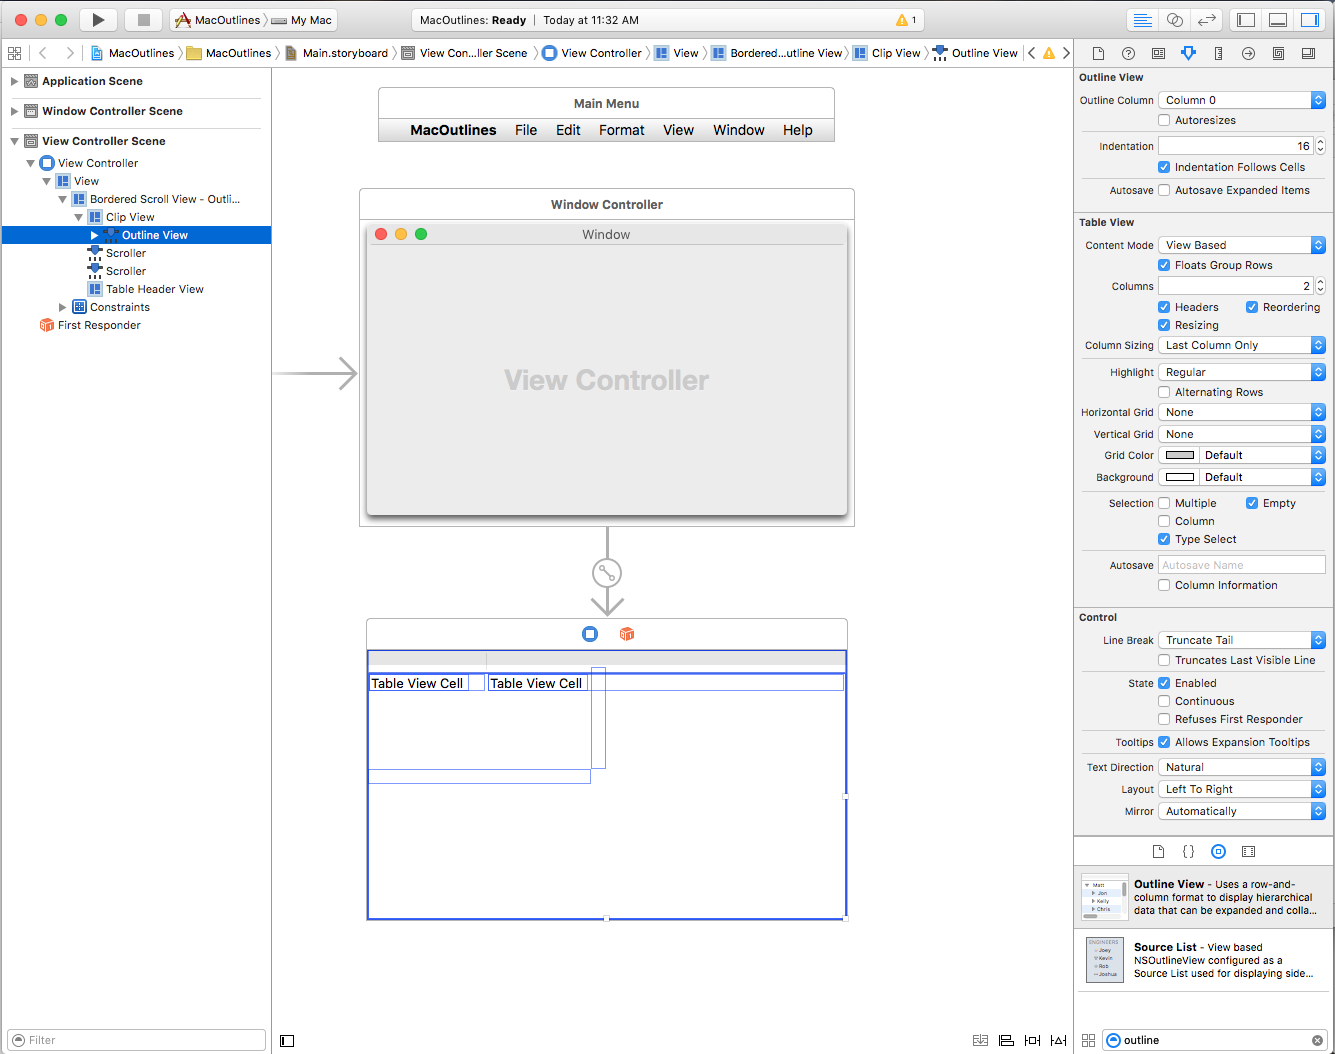 MacOutlines
My Mac
MacOutlines: Ready
Today at 11:32 AM
1
MacOutlines
MacOutlines
Main.storyboard
View Con...ller Scene
View Controller
View
Bordered...utline View
Clip View
Outline View
Application Scene
Window Controller Scene
View Controller Scene
View Controller
View
Bordered Scroll View - Outli...
Clip View
Outline View
Scroller
Scroller
Table Header View
Constraints
First Responder
Filter
Main Menu
MacOutlines File Edit Format View Window Help
Window Controller
Window
View Controller
Table View Cell
Table View Cell
Outline View
Outline Column Column 0
Autoresizes
Indentation 16
Indentation Follows Cells
Autosave Autosave Expanded Items
Table View
Content Mode View Based
Floats Group Rows
Columns 2
Headers Reordering
Resizing
Column Sizing Last Column Only
Highlight Regular
Alternating Rows
Horizontal Grid None
Vertical Grid None
Grid Color Default
Background Default
Selection Multiple Empty
Column
Type Select
Autosave Autosave Name
Column Information
Control
Line Break Truncate Tail
Truncates Last Visible Line
State Enabled
Continuous
Refuses First Responder
Tooltips Allows Expansion Tooltips
Text Direction Natural
Layout Left To Right
Mirror Automatically
{}
Matt
Jon
Kelly
Chris
Outline View - Uses a row-and-
column format to display hierarchical
data that can be expanded and colla...
ENGINEERS
Joey
Kevin
Rob
Joshua
Source List - View based
NSOutlineView configured as a
Source List used for displaying side...
outline